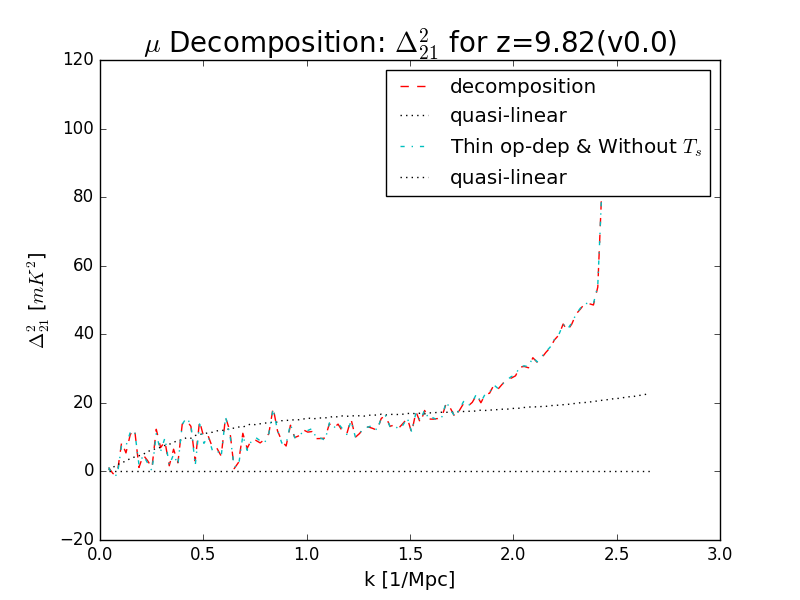 μ Decomposition: Δ²₂₁ for z=9.82(v0.0)
120
100
80
60
40
20
0
−20
Δ²₂₁ [mK²]
decomposition
quasi-linear
Thin op-dep & Without Tₛ
quasi-linear
0.0 0.5 1.0 1.5 2.0 2.5 3.0
k [1/Mpc]